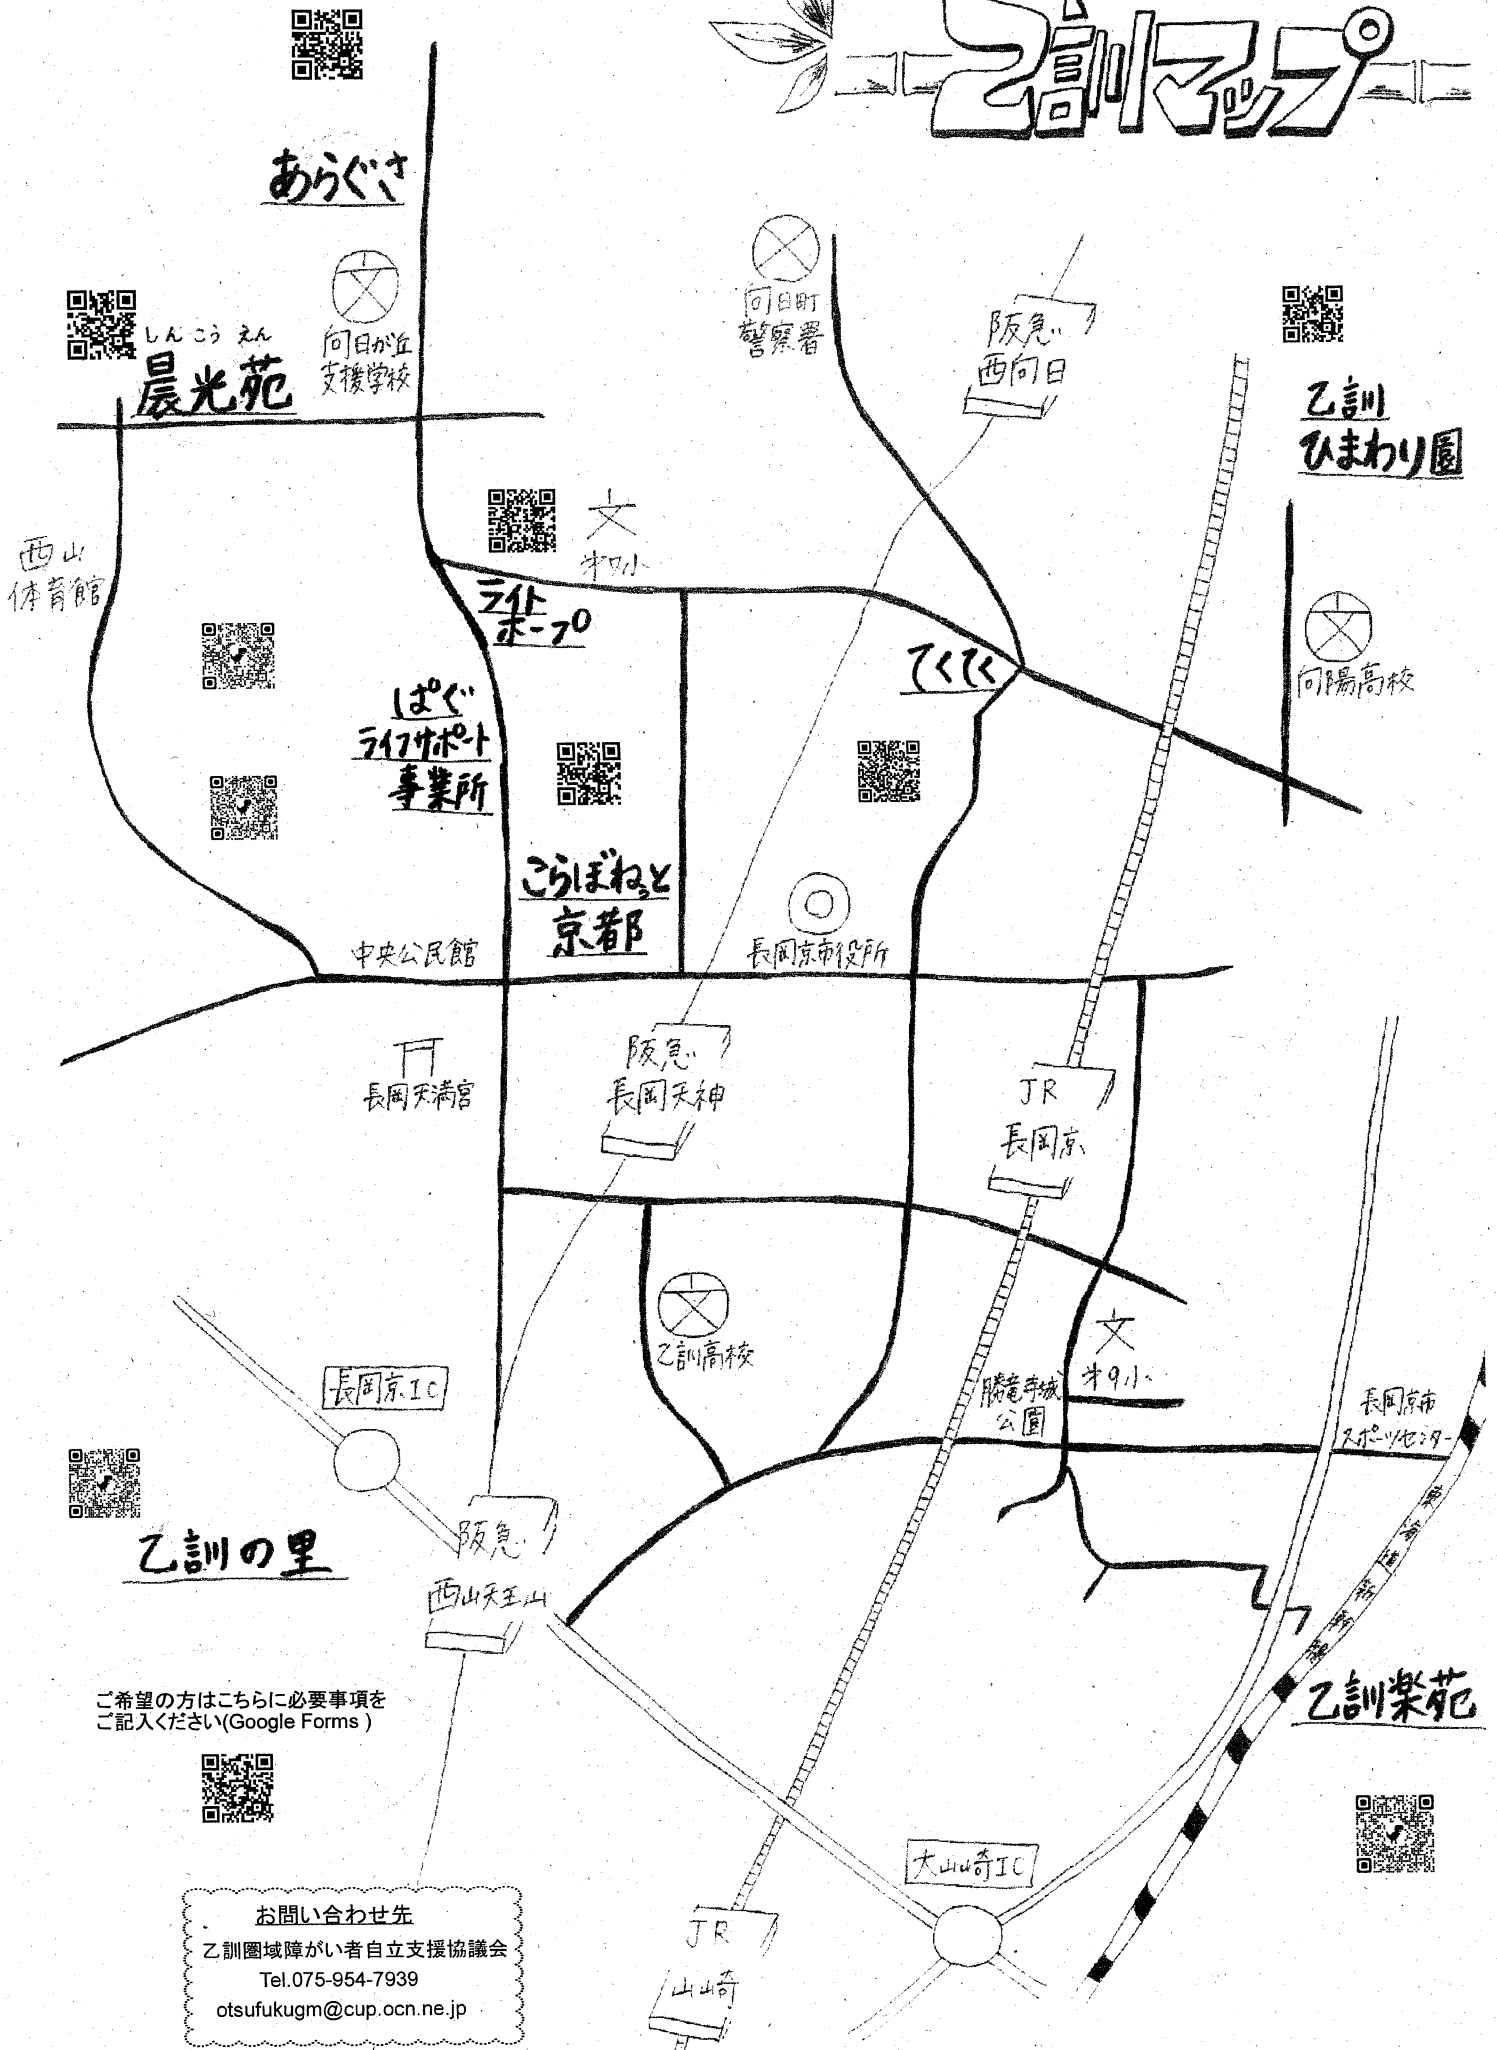 乙訓マップ
あらぐさ
しんこうえん
晨光苑
向日が丘
支援学校
向日町
警察署
阪急
西向日
乙訓
ひまわり園
西山
体育館
文
ライト
ホープ
てくてく
向陽高校
ぱぐ
ライフサポート
事業所
こらぼねっと
京都
中央公民館
長岡京市役所
長岡天満宮
阪急
長岡天神
JR
長岡京
乙訓高校
文
才9小
勝竜寺城
公園
長岡京市
スポーツセンター
長岡京IC
東海道新幹線
乙訓の里
阪急
西山天王山
乙訓楽苑
ご希望の方はこちらに必要事項を
ご記入ください(Google Forms )
大山崎IC
JR
山崎
お問い合わせ先
乙訓圏域障がい者自立支援協議会
Tel.075-954-7939
otsufukugm@cup.ocn.ne.jp